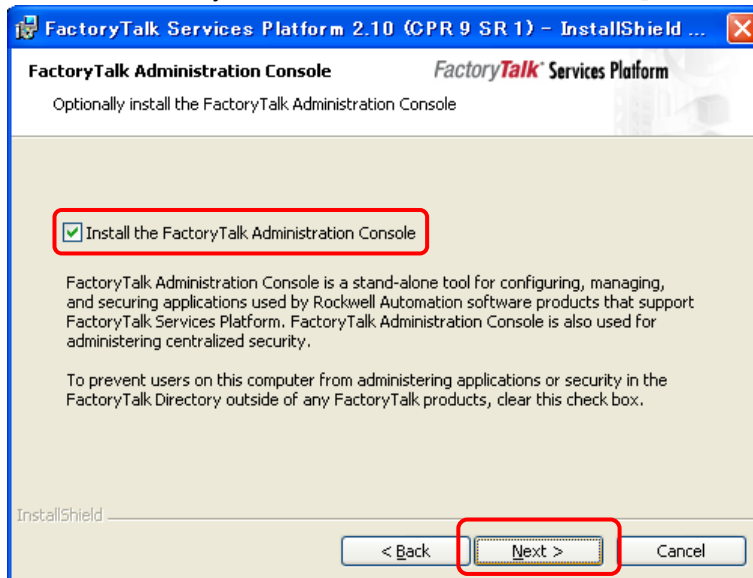 FactoryTalk Services Platform 2.10 (CPR 9 SR 1) - InstallShield ...
FactoryTalk Administration Console
FactoryTalk Services Platform
Optionally install the FactoryTalk Administration Console
Install the FactoryTalk Administration Console
FactoryTalk Administration Console is a stand-alone tool for configuring, managing,
and securing applications used by Rockwell Automation software products that support
FactoryTalk Services Platform. FactoryTalk Administration Console is also used for
administering centralized security.
To prevent users on this computer from administering applications or security in the
FactoryTalk Directory outside of any FactoryTalk products, clear this check box.
InstallShield
< Back Next > Cancel